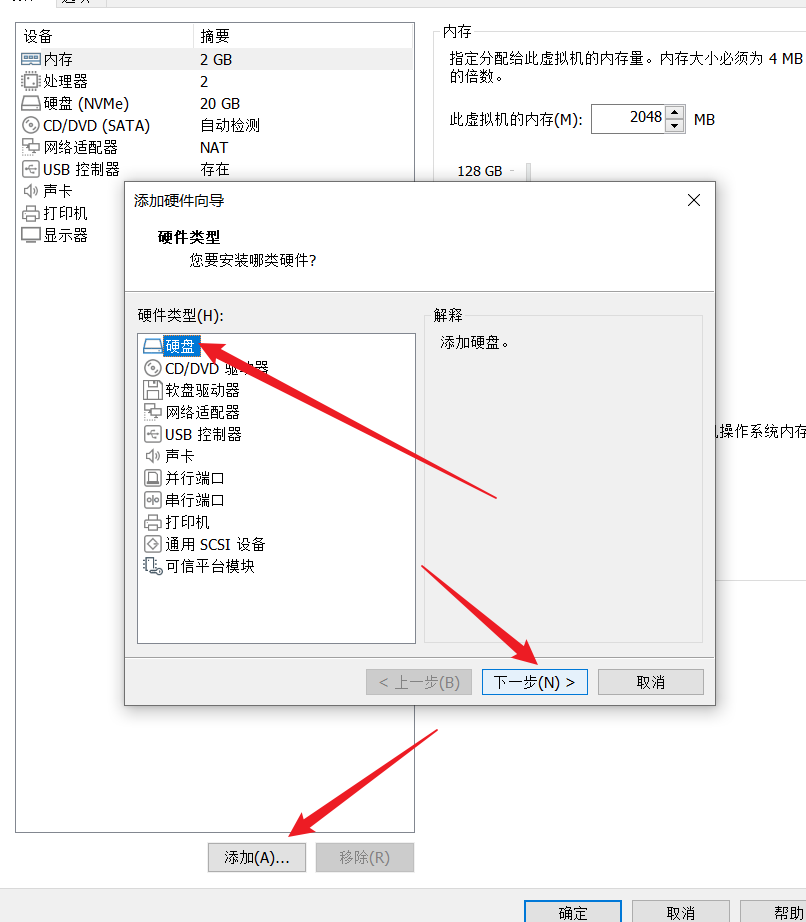 设备 摘要
内存 2 GB
处理器 2
硬盘 (NVMe) 20 GB
CD/DVD (SATA) 自动检测
网络适配器 NAT
USB 控制器 存在
声卡
打印机
显示器
内存
指定分配给此虚拟机的内存量。内存大小必须为 4 MB
的倍数。
此虚拟机的内存(M): 2048 MB
128 GB
添加硬件向导
硬件类型
您要安装哪类硬件?
硬件类型(H):
硬盘
CD/DVD 驱动器
软盘驱动器
网络适配器
USB 控制器
声卡
并行端口
串行端口
打印机
通用 SCSI 设备
可信平台模块
解释
添加硬盘。
操作系统内存
< 上一步(B) 下一步(N) > 取消
添加(A)... 移除(R)
确定 取消 帮助